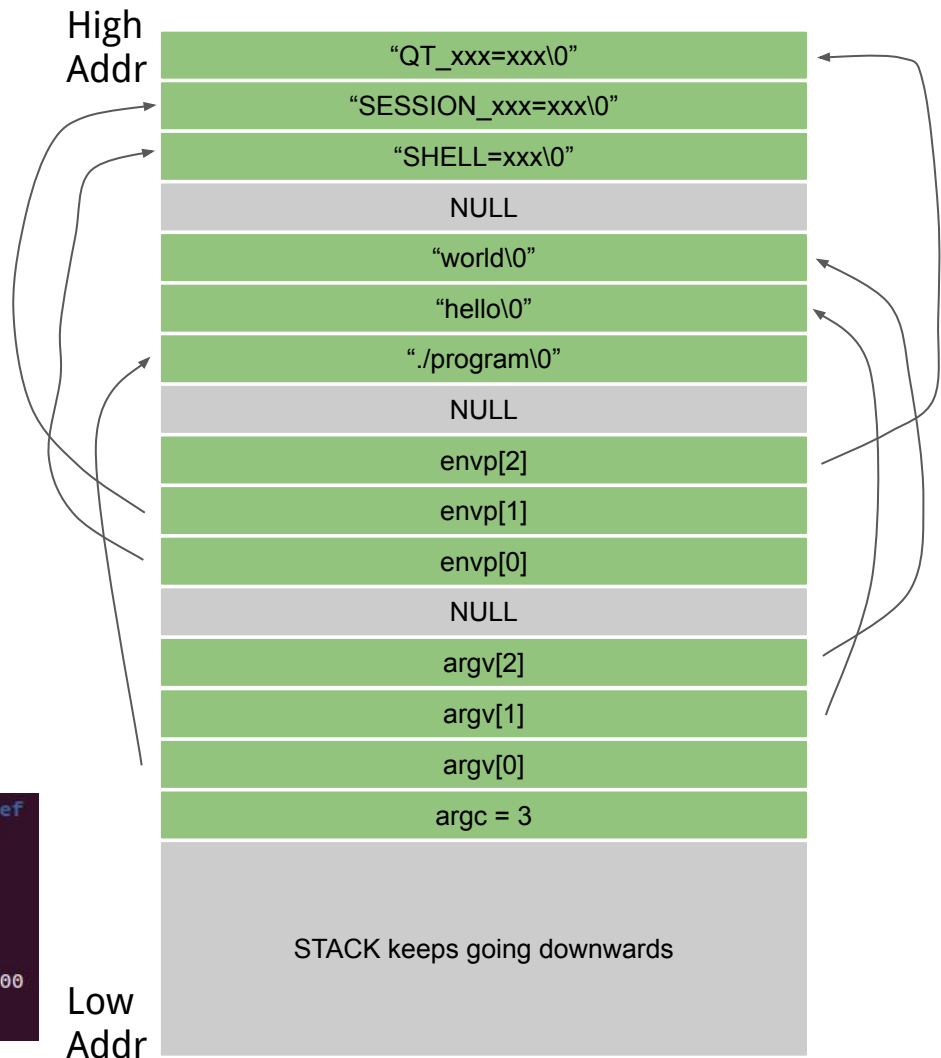 High
Addr
“QT_xxx=xxx\0”
“SESSION_xxx=xxx\0”
“SHELL=xxx\0”
NULL
“world\0”
“hello\0”
“./program\0”
NULL
envp[2]
envp[1]
envp[0]
NULL
argv[2]
argv[1]
argv[0]
argc = 3
ef
STACK keeps going downwards
00
Low
Addr